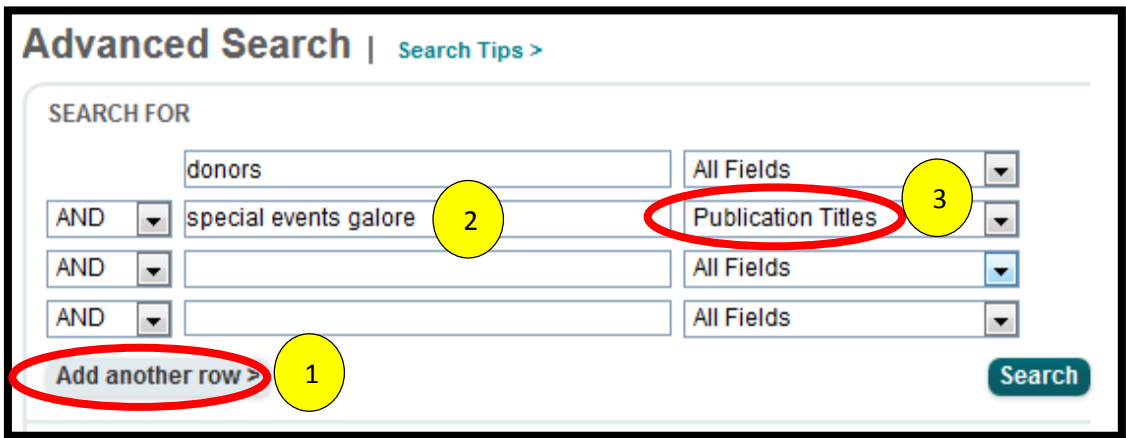 Advanced Search | Search Tips >
SEARCH FOR
donors All Fields
AND special events galore 2 Publication Titles 3
AND All Fields
AND All Fields
Add another row > 1 Search